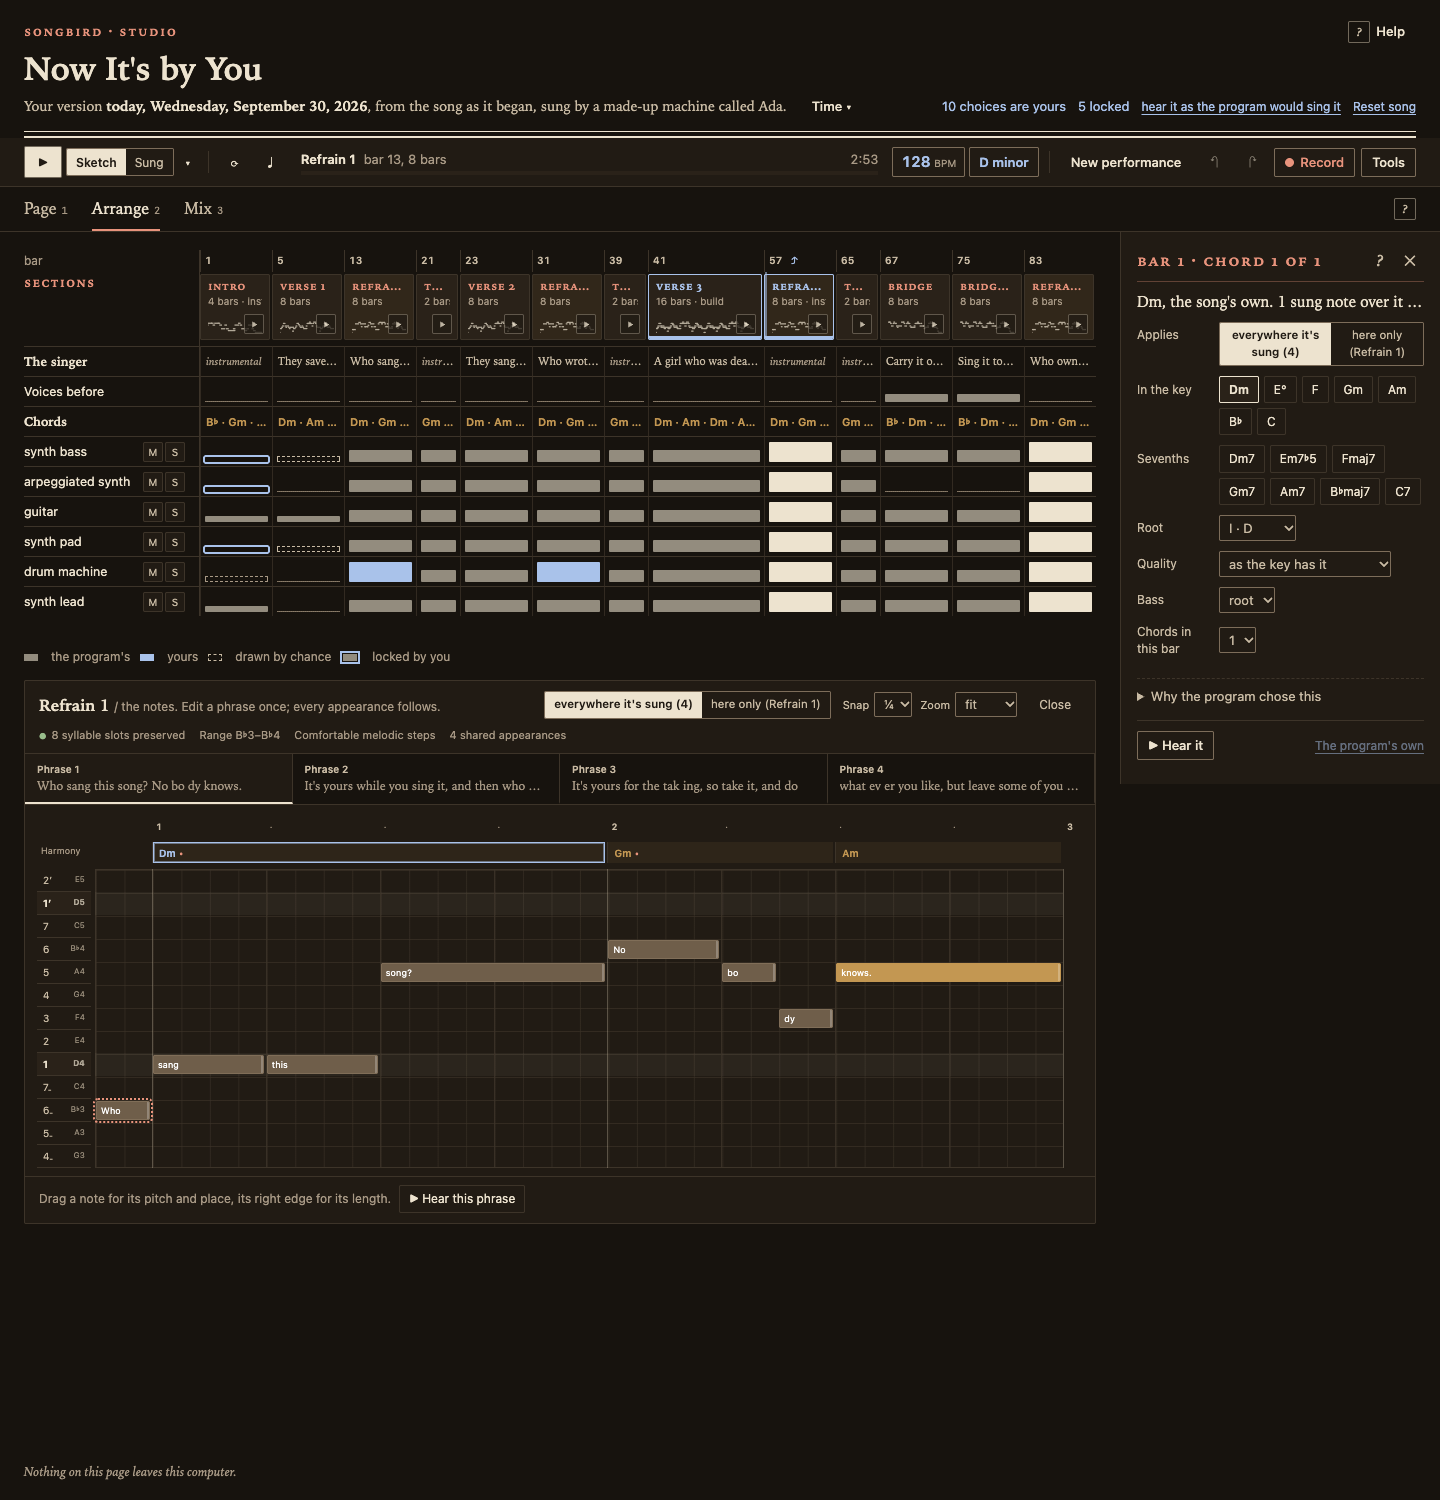 SONGBIRD · STUDIO
? Help
Now It's by You
Your version today, Wednesday, September 30, 2026, from the song as it began, sung by a made-up machine called Ada.
Time ▾
10 choices are yours 5 locked hear it as the program would sing it Reset song
Sketch Sung
Refrain 1 bar 13, 8 bars 2:53
128 BPM D minor
New performance
Record Tools
Page 1 Arrange 2 Mix 3 ?
bar 1 5 13 21 23 31 39 41 57 65 67 75 83
SECTIONS
INTRO VERSE 1 REFRA… T… VERSE 2 REFRA… T… VERSE 3 REFRA… T… BRIDGE BRIDG… REFRA…
4 bars · ins 8 bars 8 bars 2 bar 8 bars 8 bars 2 bar 16 bars · build 8 bars · ins 2 bar 8 bars 8 bars 8 bars
The singer instrumental They save… Who sang… instr… They sang… Who wrot… instr… A girl who was dea… instrumental instr… Carry it o… Sing it to… Who own…
Voices before
Chords B♭ · Gm · … Dm · Am … Dm · Gm … Gm … Dm · Am … Dm · Gm … Gm … Dm · Am · Dm · A… Dm · Gm … Gm … B♭ · Dm · … B♭ · Dm · … Dm · Gm …
synth bass M S
arpeggiated synth M S
guitar M S
synth pad M S
drum machine M S
synth lead M S
the program's yours drawn by chance locked by you
Refrain 1 / the notes. Edit a phrase once; every appearance follows.
everywhere it's sung (4) here only (Refrain 1) Snap ¼ Zoom fit Close
8 syllable slots preserved Range B♭3–B♭4 Comfortable melodic steps 4 shared appearances
Phrase 1 Phrase 2 Phrase 3 Phrase 4
Who sang this song? No bo dy knows. It's yours while you sing it, and then who … It's yours for the tak ing, so take it, and do what ev er you like, but leave some of you …
1 2 3
Harmony Dm • Gm • Am
2' E5
1' D5
7 C5
6 B♭4 No
5 A4 song? bo knows.
4 G4
3 F4 dy
2 E4
1 D4 sang this
7. C4
6. B♭3 Who
5. A3
4. G3
Drag a note for its pitch and place, its right edge for its length. Hear this phrase
BAR 1 · CHORD 1 OF 1 ? ×
Dm, the song's own. 1 sung note over it …
Applies everywhere it's sung (4) here only (Refrain 1)
In the key Dm E° F Gm Am
B♭ C
Sevenths Dm7 Em7♭5 Fmaj7
Gm7 Am7 B♭maj7 C7
Root I · D
Quality as the key has it
Bass root
Chords in this bar 1
Why the program chose this
Hear it The program's own
Nothing on this page leaves this computer.